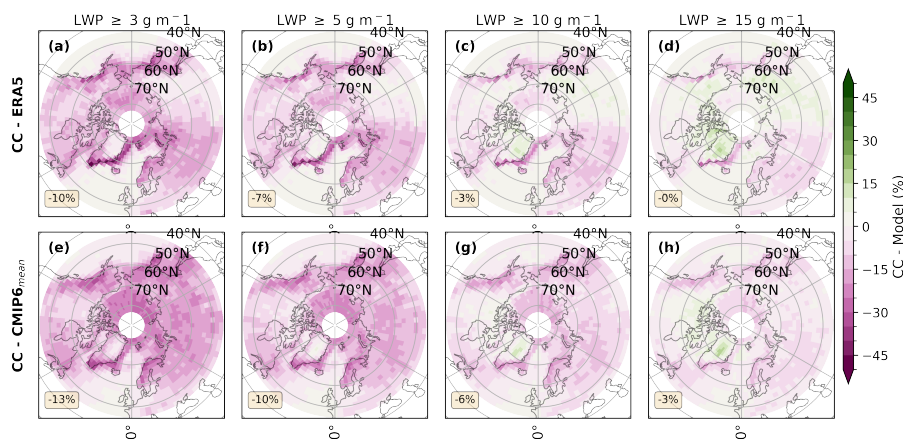 LWP ≥ 3 g m⁻¹
LWP ≥ 5 g m⁻¹
LWP ≥ 10 g m⁻¹
LWP ≥ 15 g m⁻¹
CC - ERA5
(a)
40°N
50°N
60°N
70°N
-10%
(b)
40°N
50°N
60°N
70°N
-7%
0°
(c)
40°N
50°N
60°N
70°N
-3%
(d)
40°N
50°N
60°N
70°N
-0%
0°
0°
0°
CC - CMIP6mean
(e)
40°N
50°N
60°N
70°N
-13%
0°
(f)
40°N
50°N
60°N
70°N
-10%
0°
(g)
40°N
50°N
60°N
70°N
-6%
0°
(h)
40°N
50°N
60°N
70°N
-3%
0°
45
30
15
0
−15
−30
−45
CC - Model (%)